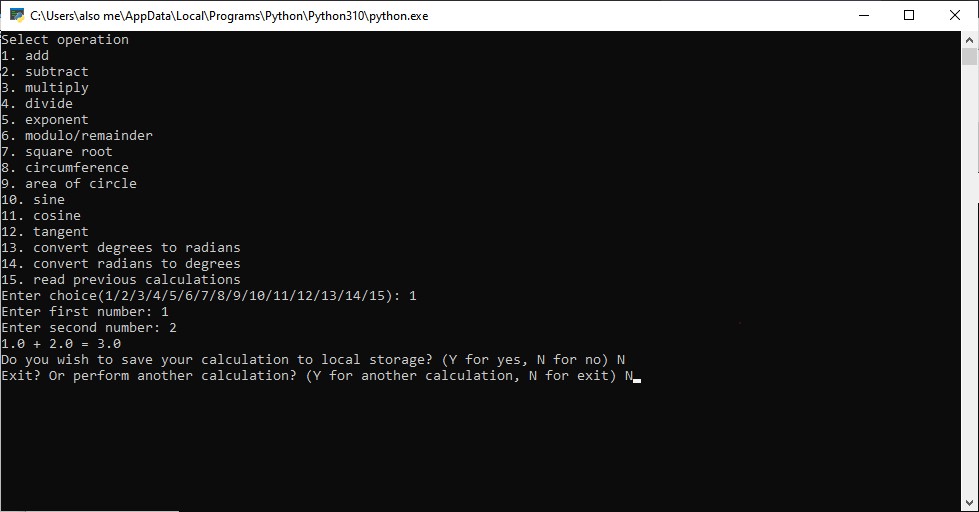 C:\Users\also me\AppData\Local\Programs\Python\Python310\python.exe
Select operation
1. add
2. subtract
3. multiply
4. divide
5. exponent
6. modulo/remainder
7. square root
8. circumference
9. area of circle
10. sine
11. cosine
12. tangent
13. convert degrees to radians
14. convert radians to degrees
15. read previous calculations
Enter choice(1/2/3/4/5/6/7/8/9/10/11/12/13/14/15): 1
Enter first number: 1
Enter second number: 2
1.0 + 2.0 = 3.0
Do you wish to save your calculation to local storage? (Y for yes, N for no) N
Exit? Or perform another calculation? (Y for another calculation, N for exit) N